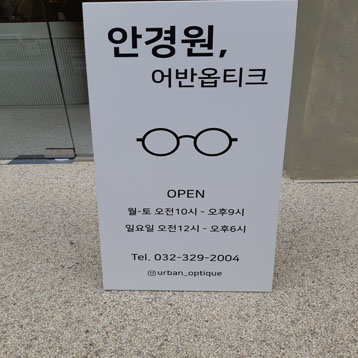 안경원,
어반옵티크
OPEN
월-토 오전10시 - 오후9시
일요일 오전12시 - 오후6시
Tel. 032-329-2004
urban_optique